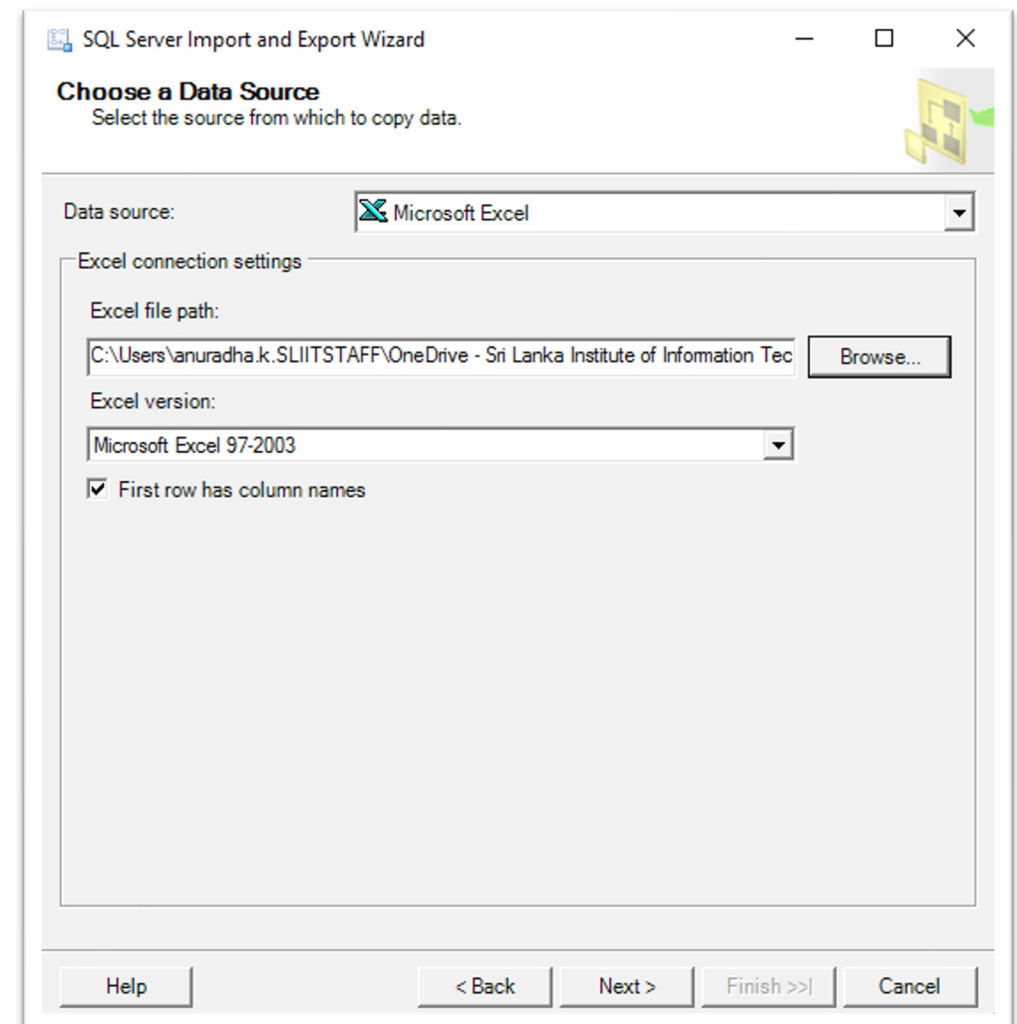 SQL Server Import and Export Wizard
Choose a Data Source
Select the source from which to copy data.
Data source:
Microsoft Excel
Excel connection settings
Excel file path:
C:\Users\anuradha.k.SLIITSTAFF\OneDrive - Sri Lanka Institute of Information Tec
Browse...
Excel version:
Microsoft Excel 97-2003
First row has column names
Help
< Back
Next >
Finish >>|
Cancel